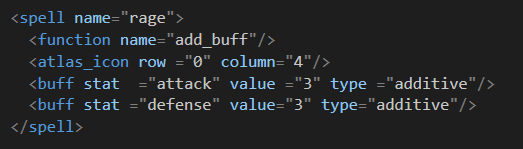 <spell name="rage">
<function name="add_buff"/>
<atlas_icon row ="0" column="4"/>
<buff stat  ="attack" value ="3" type ="additive"/>
<buff stat ="defense" value="3" type="additive"/>
</spell>